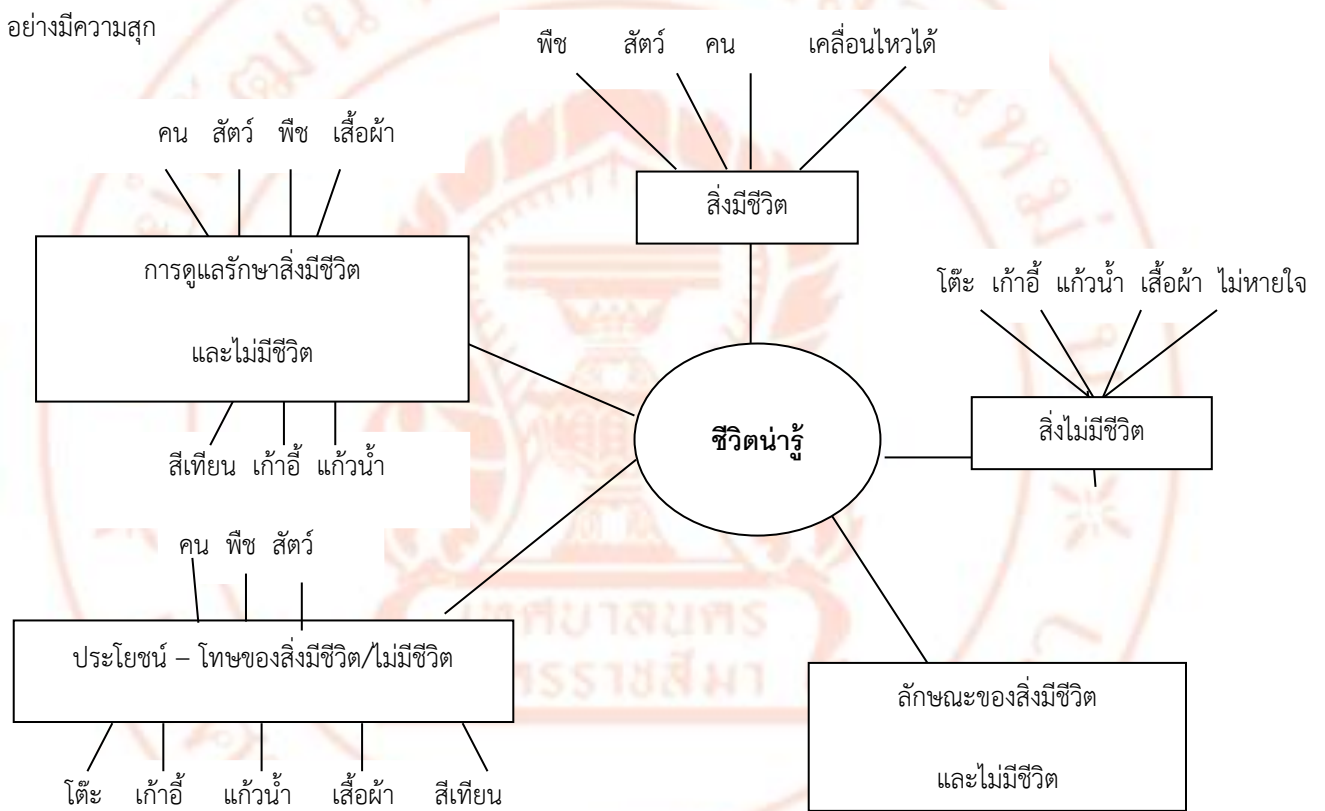 อย่างมีความสุข
พืช สัตว์ คน เคลื่อนไหวได้
คน สัตว์ พืช เสื้อผ้า
สิ่งมีชีวิต
การดูแลรักษาสิ่งมีชีวิต
และไม่มีชีวิต
โต๊ะ เก้าอี้ แก้วน้ำ เสื้อผ้า ไม่หายใจ
สิ่งไม่มีชีวิต
ชีวิตน่ารู้
สีเทียน เก้าอี้ แก้วน้ำ
คน พืช สัตว์
ประโยชน์ – โทษของสิ่งมีชีวิต/ไม่มีชีวิต
ลักษณะของสิ่งมีชีวิต
และไม่มีชีวิต
โต๊ะ เก้าอี้ แก้วน้ำ เสื้อผ้า สีเทียน